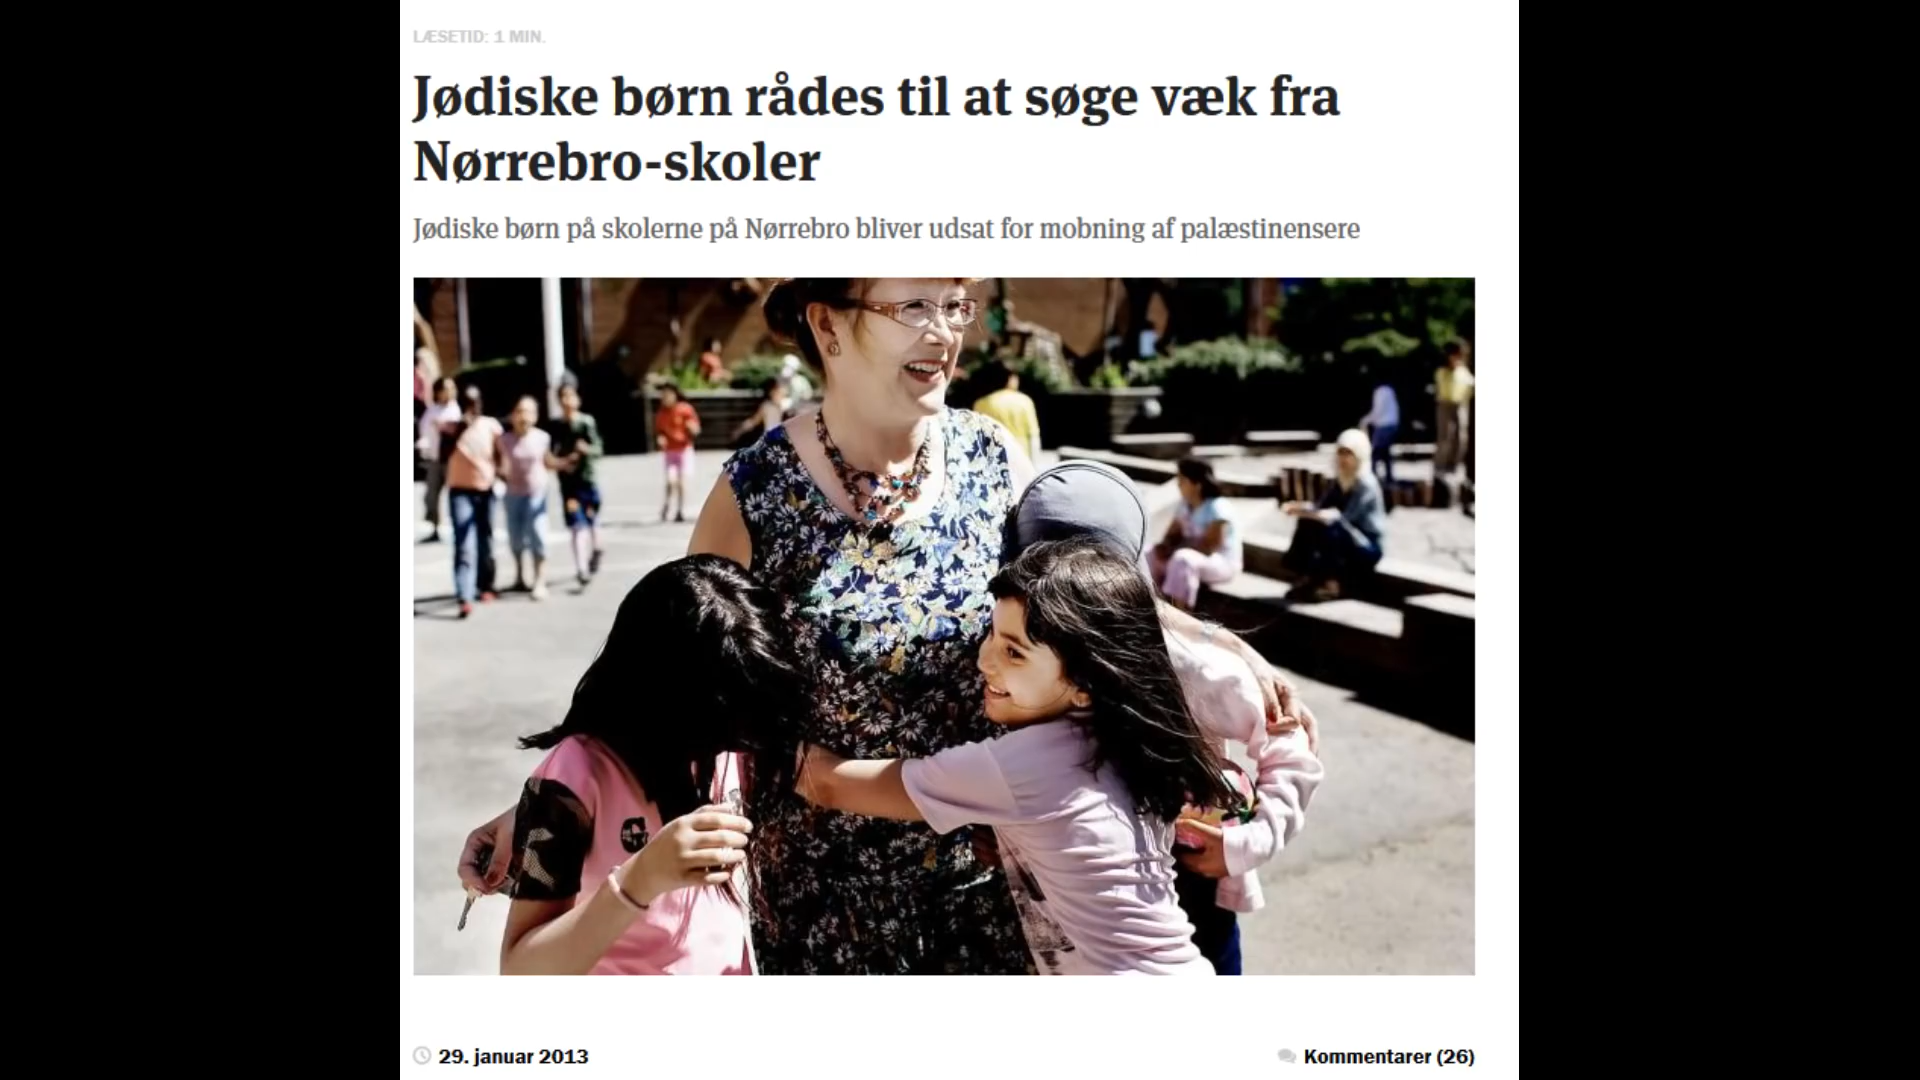 LÆSETID: 1 MIN.
Jødiske børn rådes til at søge væk fra
Nørrebro-skoler
Jødiske børn på skolerne på Nørrebro bliver udsat for mobning af palæstinensere
29. januar 2013
Kommentarer (26)